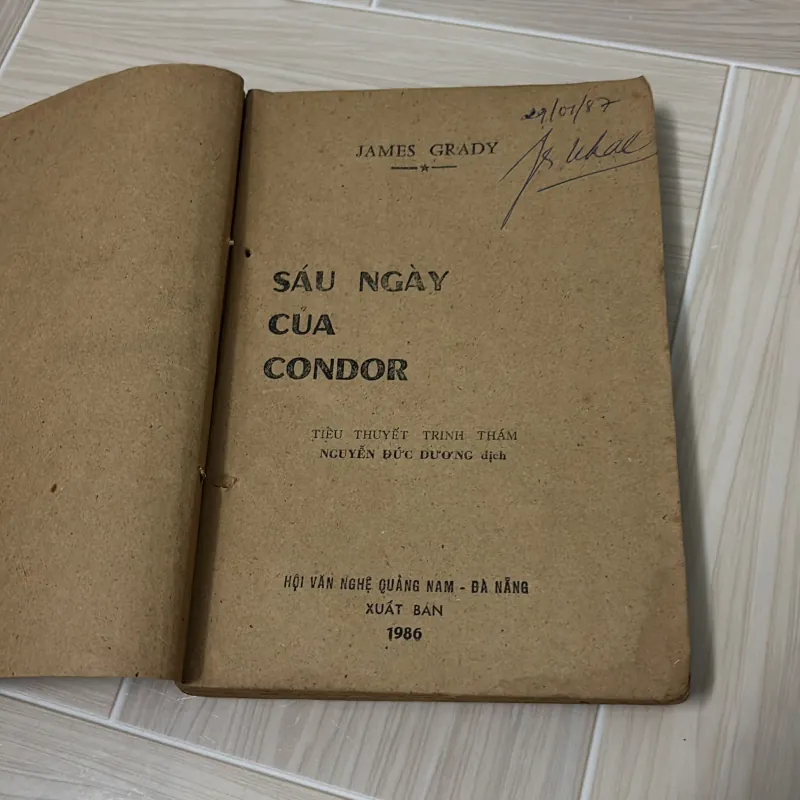 29/01/87
JAMES GRADY
SÁU NGÀY
CỦA
CONDOR
TIỂU THUYẾT TRINH THÁM
NGUYỄN ĐỨC DƯƠNG dịch
HỘI VĂN NGHỆ QUẢNG NAM - ĐÀ NẴNG
XUẤT BẢN
1986